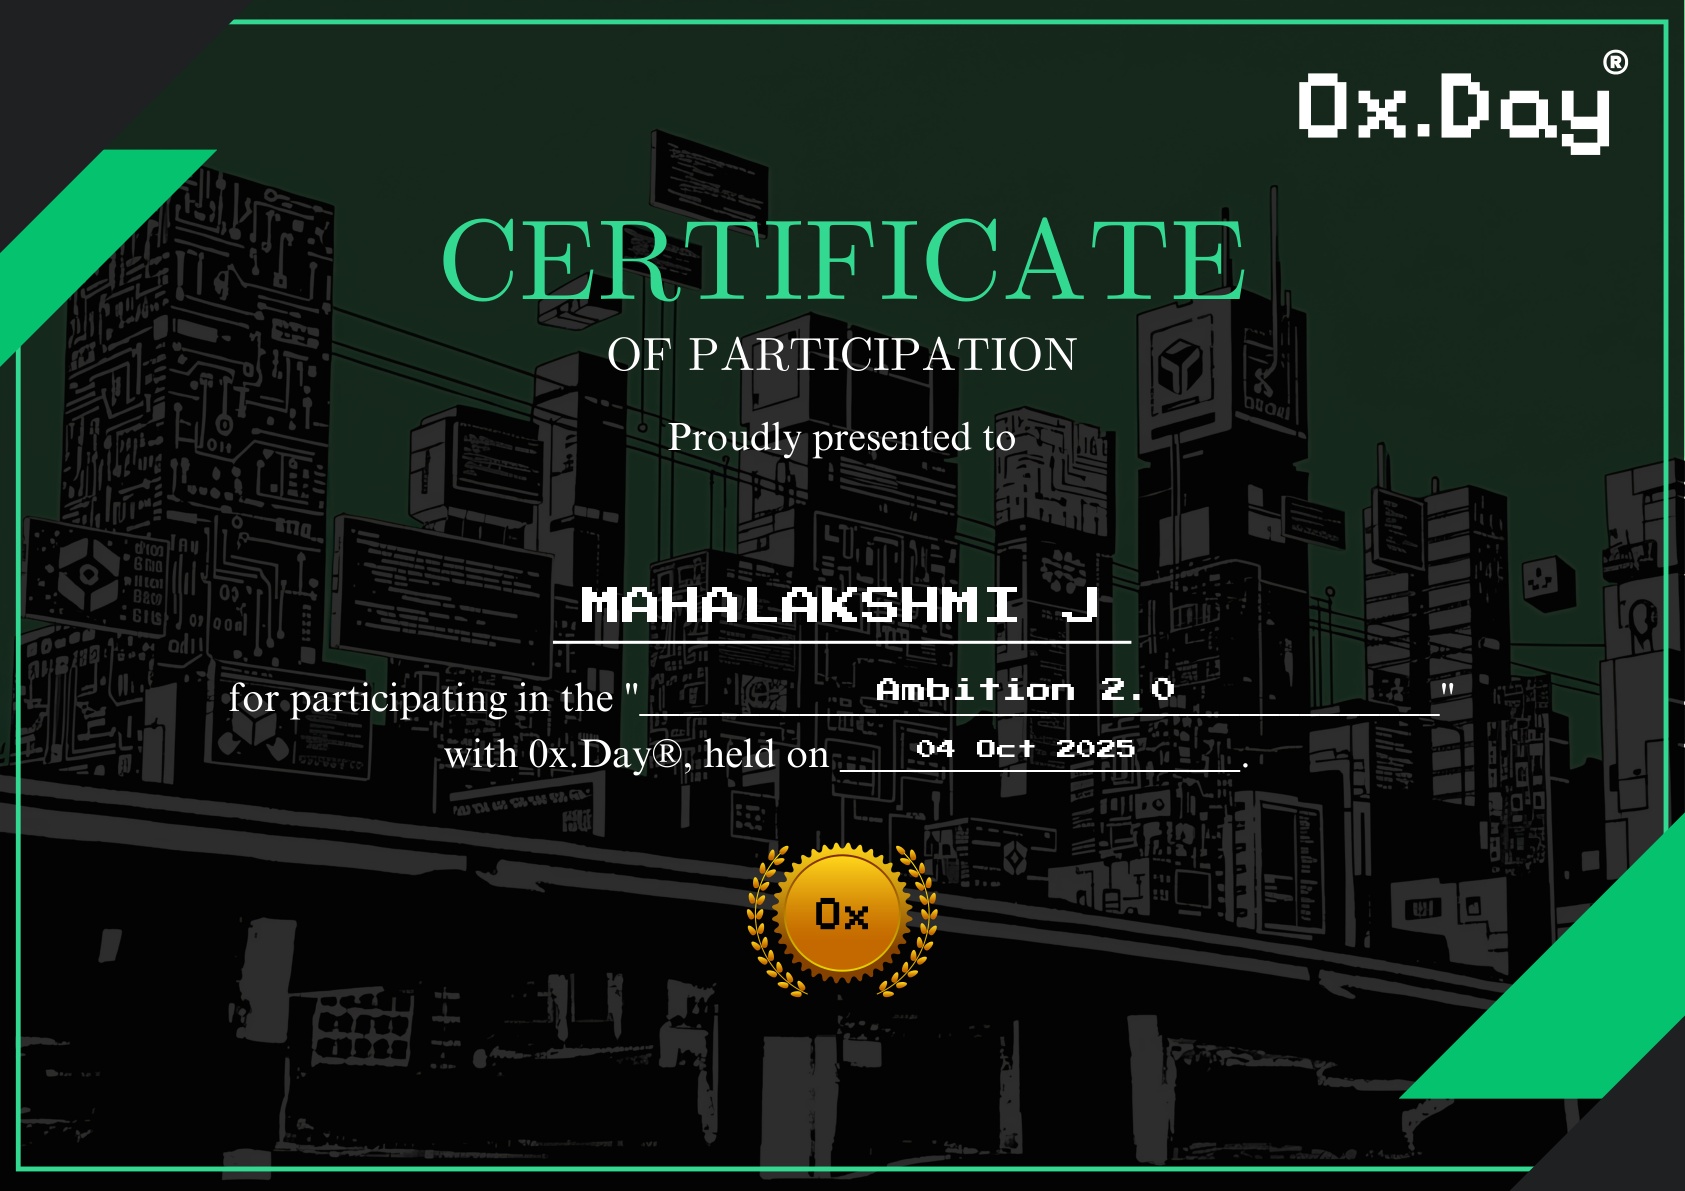 0x.Day®
CERTIFICATE
OF PARTICIPATION
Proudly presented to
MAHALAKSHMI J
for participating in the "Ambition 2.0"
with 0x.Day®, held on 04 Oct 2025.
0x